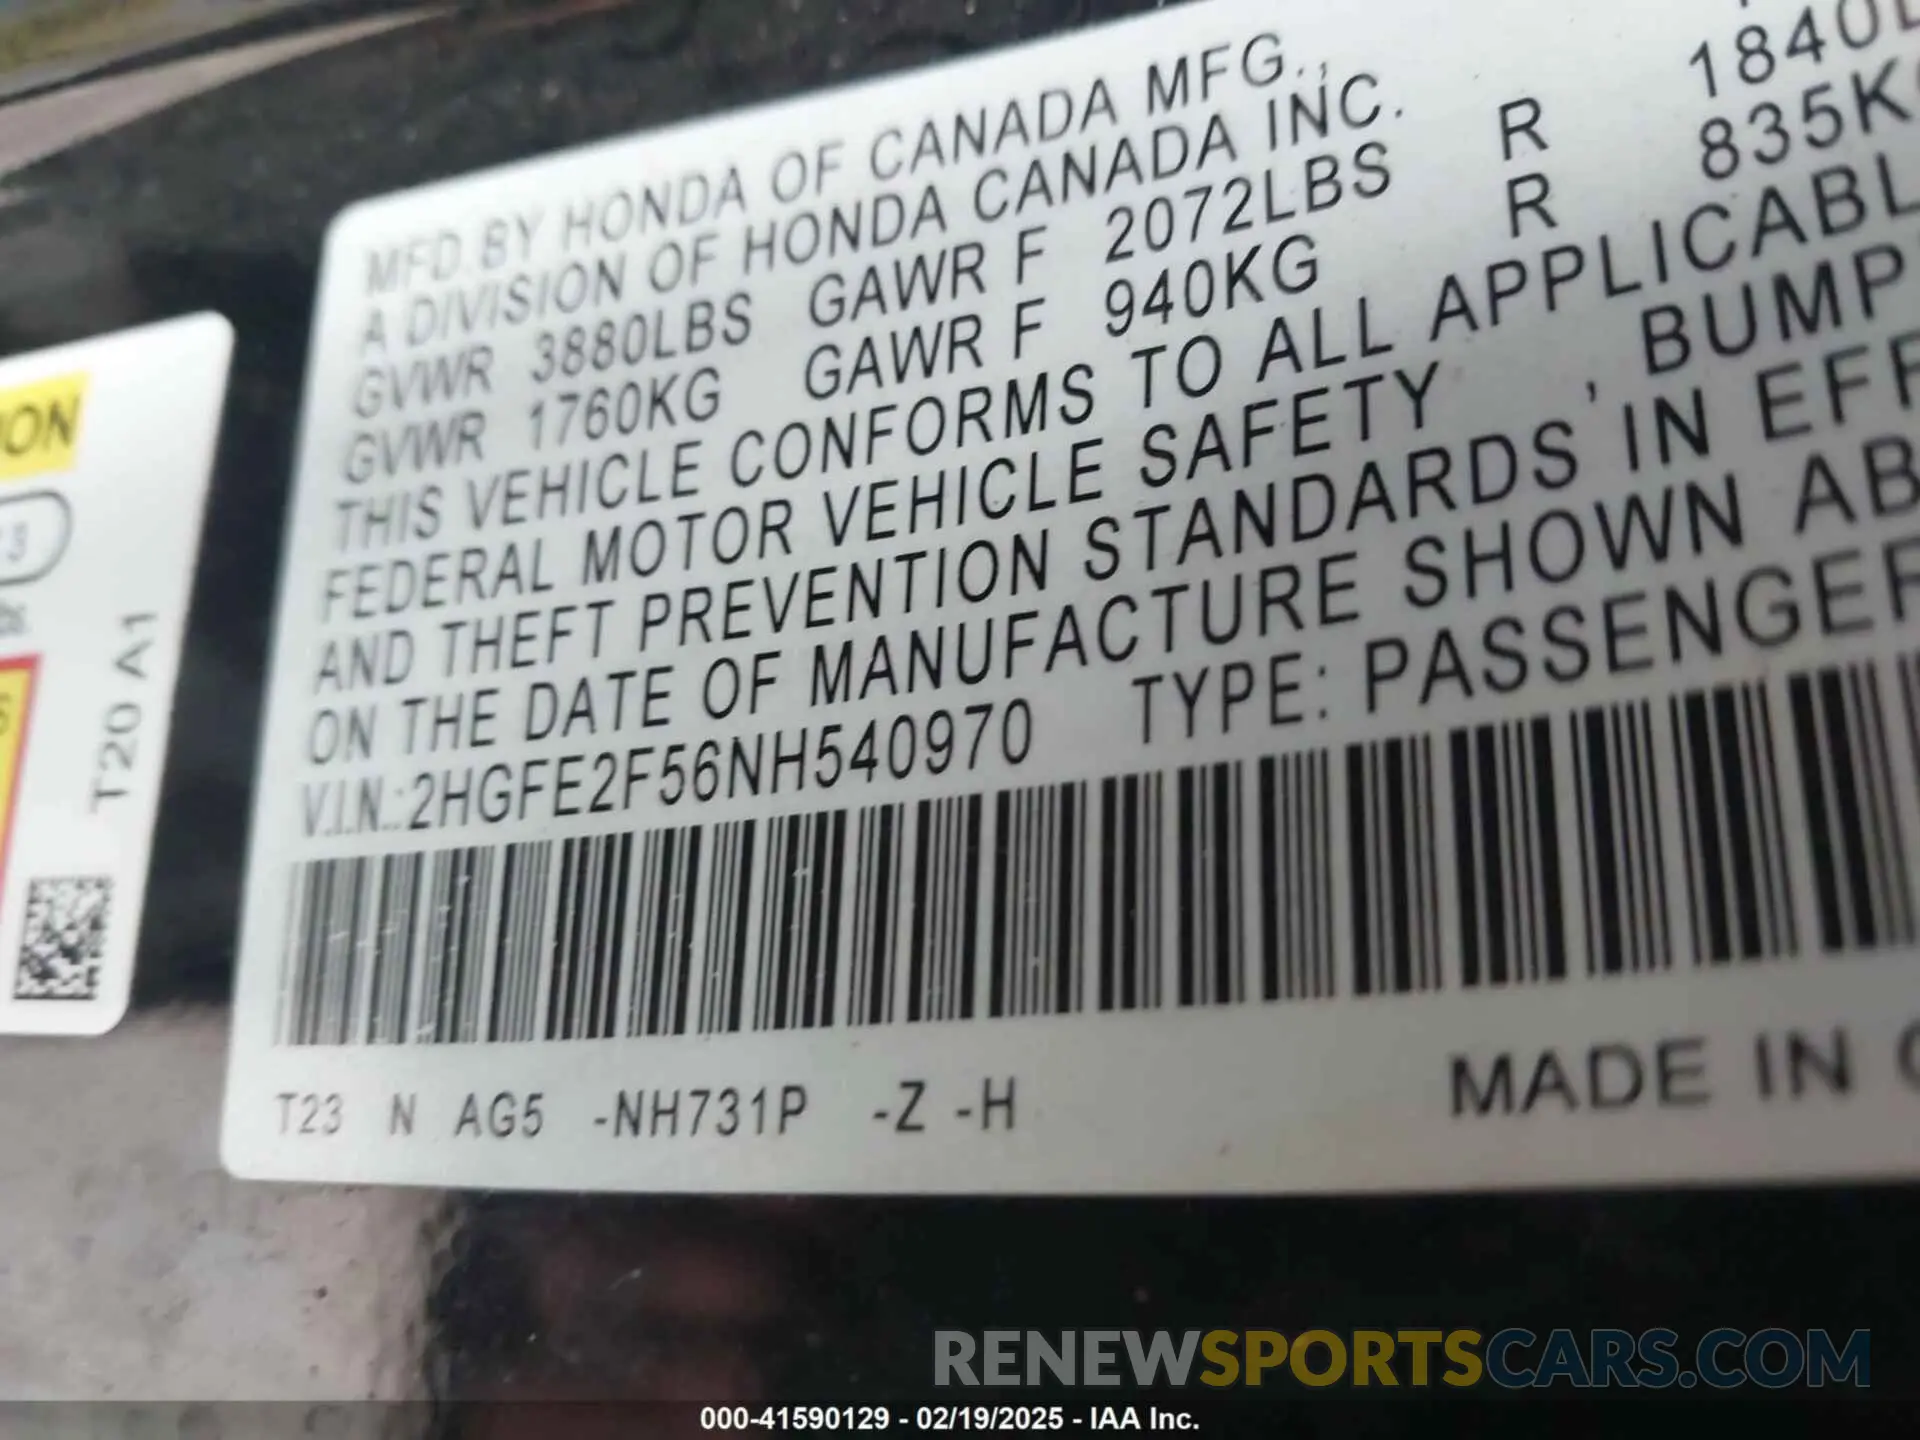 MFD. BY HONDA OF CANADA MFG.,
A DIVISION OF HONDA CANADA INC.
GVWR 3880LBS GAWR F 2072LBS R 1840L
GVWR 1760KG GAWR F 940KG R 835K
THIS VEHICLE CONFORMS TO ALL APPLICABL
FEDERAL MOTOR VEHICLE SAFETY , BUMP
AND THEFT PREVENTION STANDARDS IN EFF
ON THE DATE OF MANUFACTURE SHOWN AB
V.I.N.:2HGFE2F56NH540970 TYPE: PASSENGER
T23 N AG5 -NH731P -Z -H
MADE IN C
ION
T20 A1
RENEWSPORTSCARS.COM
000-41590129 - 02/19/2025 - IAA Inc.